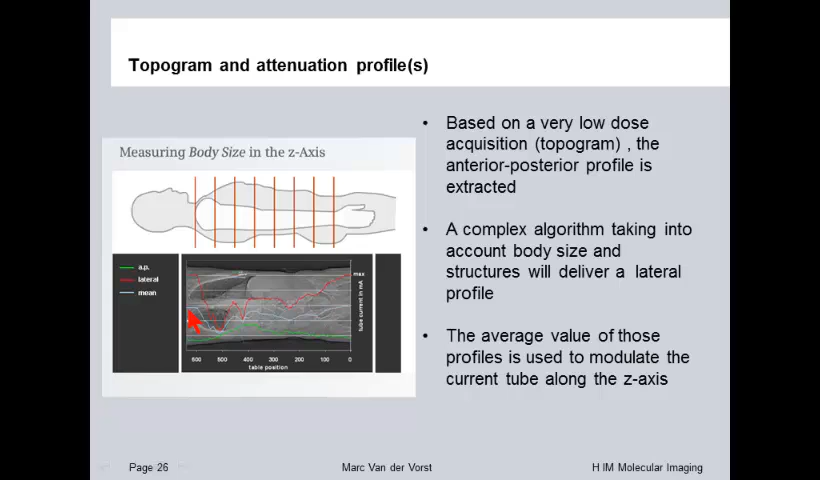 Topogram and attenuation profile(s)
Measuring Body Size in the z-Axis
a.p.
lateral
mean
max
tube current in mA
600 500 400 300 200 100 0
table position
• Based on a very low dose
acquisition (topogram) , the
anterior-posterior profile is
extracted
• A complex algorithm taking into
account body size and
structures will deliver a lateral
profile
• The average value of those
profiles is used to modulate the
current tube along the z-axis
Page 26
Marc Van der Vorst
H IM Molecular Imaging